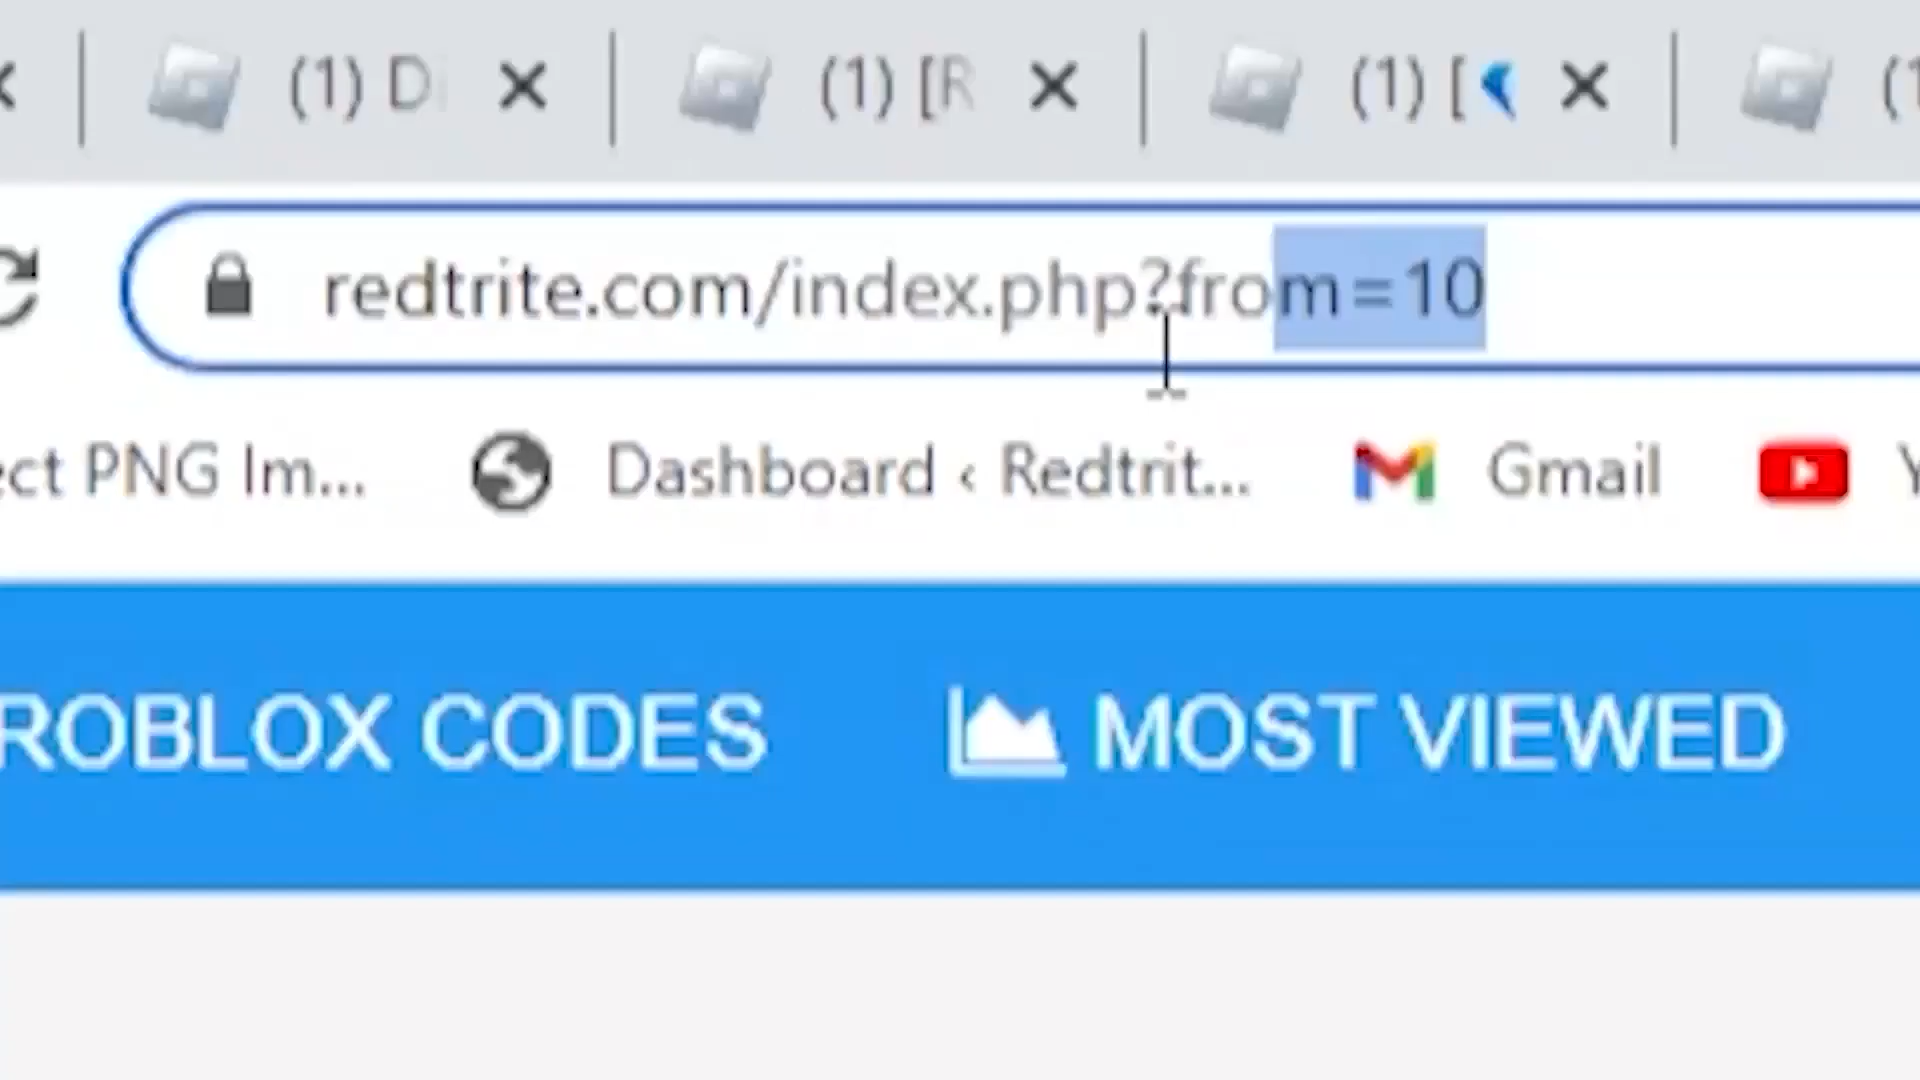 (1) D (1) [R (1) [ (1
redtrite.com/index.php?from=10
ect PNG Im... Dashboard ‹ Redtrit... Gmail Y
ROBLOX CODES MOST VIEWED